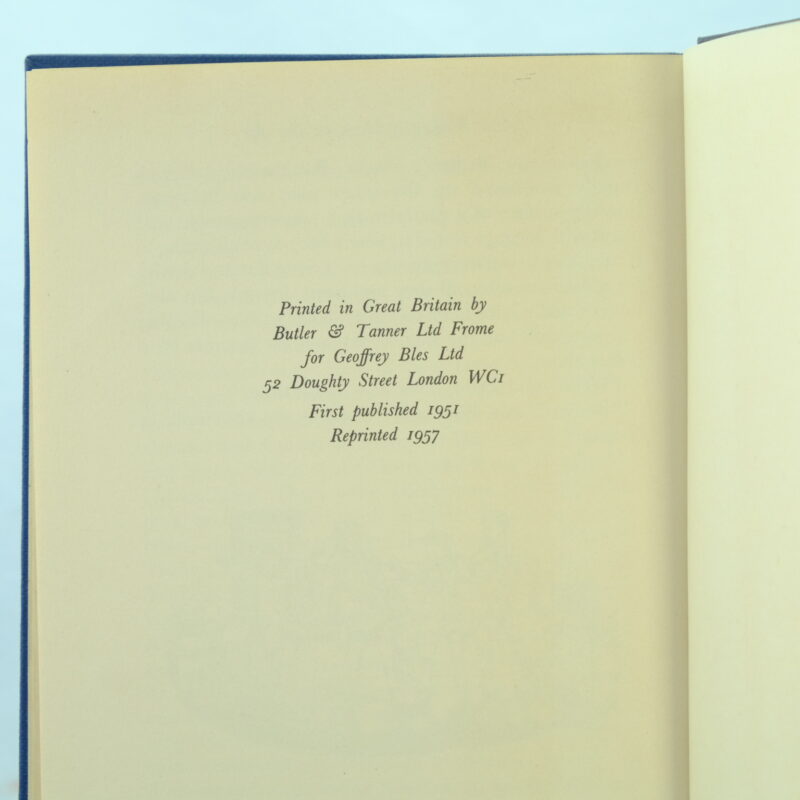 Printed in Great Britain by
Butler & Tanner Ltd Frome
for Geoffrey Bles Ltd
52 Doughty Street London WC1
First published 1951
Reprinted 1957